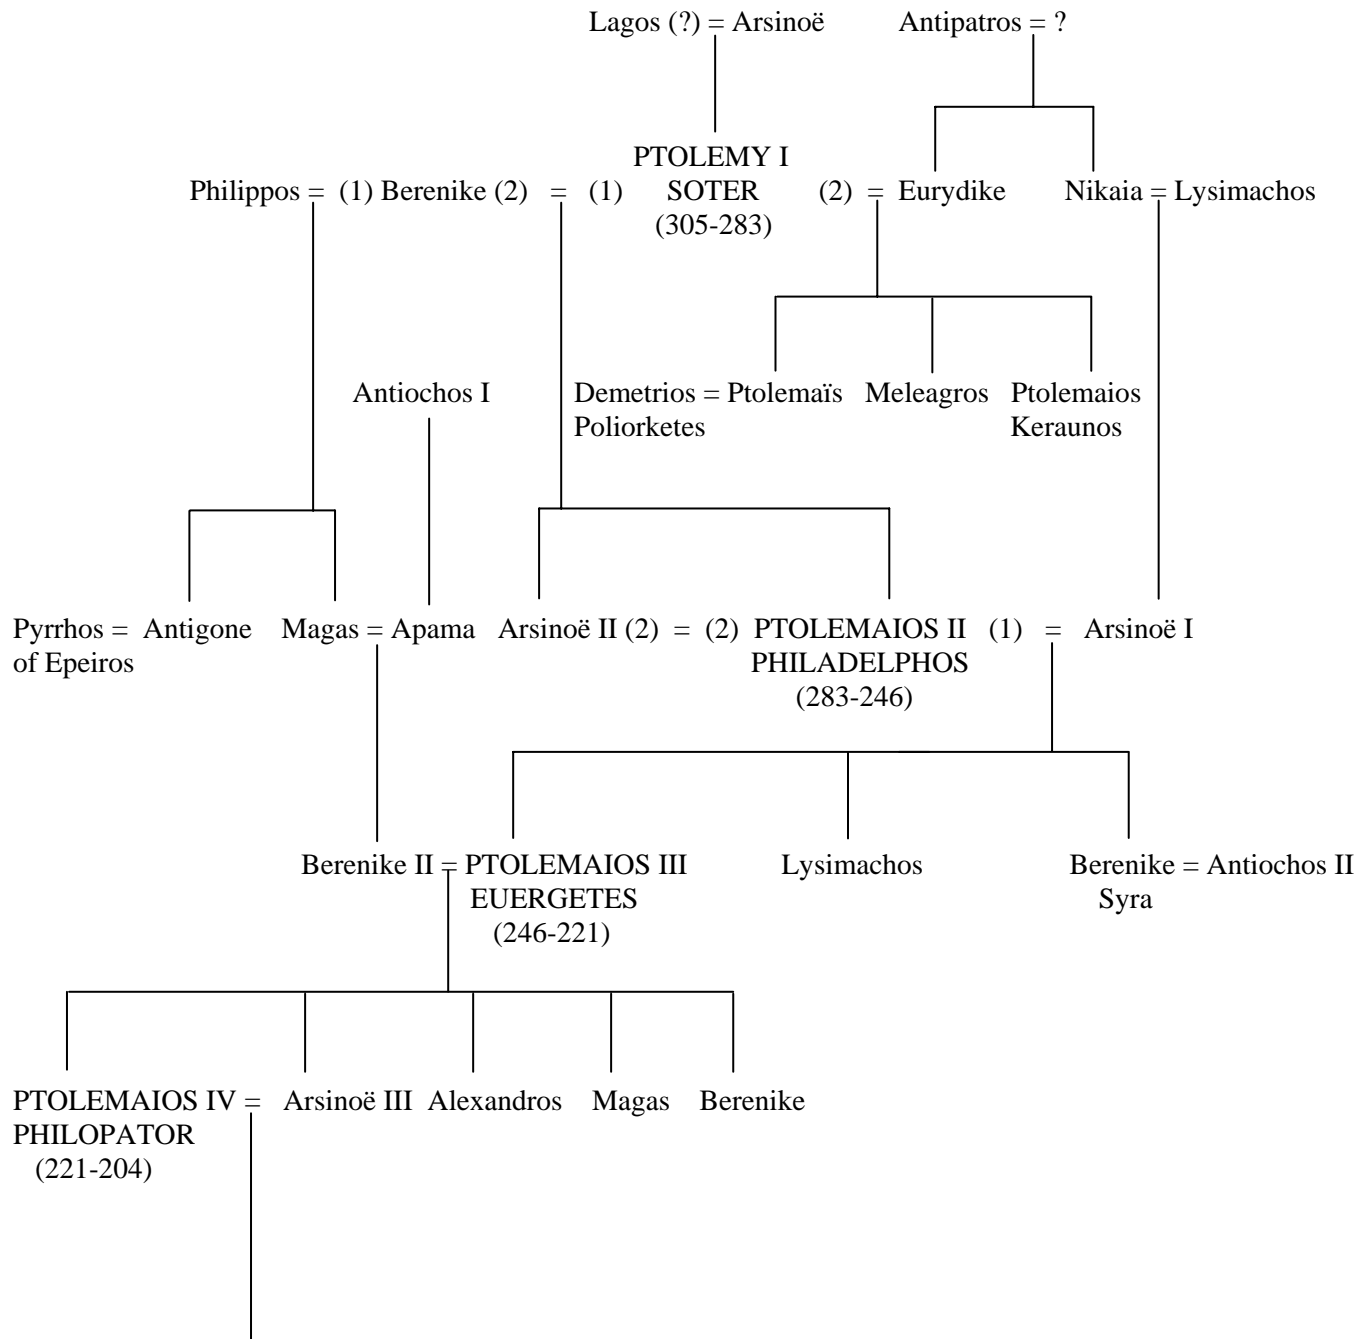 Lagos (?) = Arsinoë Antipatros = ?
PTOLEMY I
Philippos = (1) Berenike (2) = (1) SOTER (2) = Eurydike Nikaia = Lysimachos
(305-283)
Antiochos I Demetrios = Ptolemaïs Meleagros Ptolemaios
Poliorketes Keraunos
Pyrrhos = Antigone Magas = Apama Arsinoë II (2) = (2) PTOLEMAIOS II (1) = Arsinoë I
of Epeiros PHILADELPHOS
(283-246)
Berenike II = PTOLEMAIOS III Lysimachos Berenike = Antiochos II
EUERGETES Syra
(246-221)
PTOLEMAIOS IV = Arsinoë III Alexandros Magas Berenike
PHILOPATOR
(221-204)